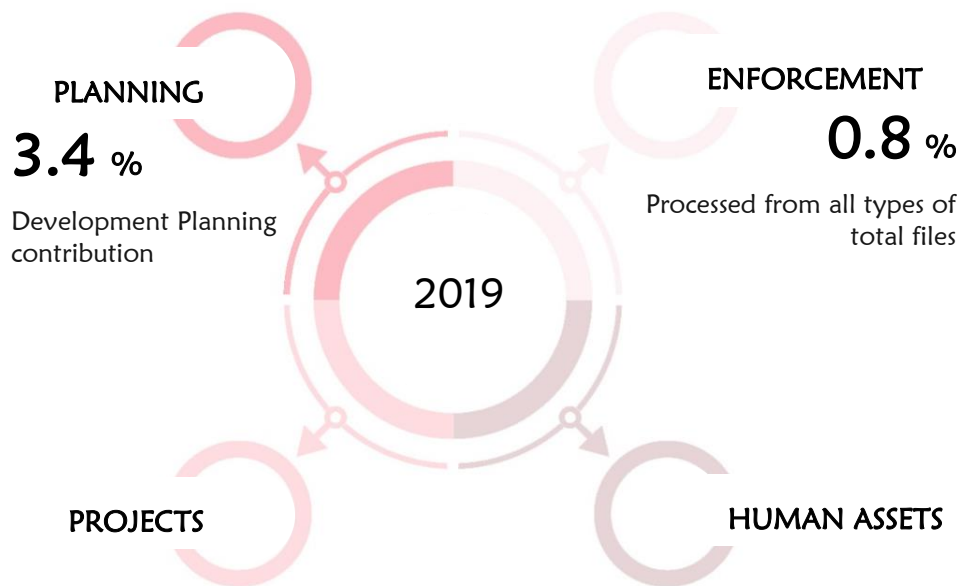 PLANNING
3.4 %
Development Planning
contribution
ENFORCEMENT
0.8 %
Processed from all types of
total files
2019
PROJECTS
HUMAN ASSETS